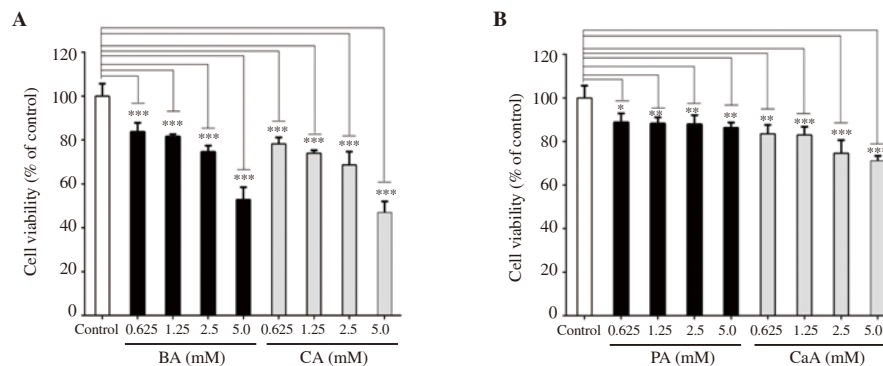 A
Cell viability (% of control)
120
100
80
60
40
20
0
*** *** *** *** *** *** *** ***
Control 0.625 1.25 2.5 5.0 0.625 1.25 2.5 5.0
BA (mM) CA (mM)
B
Cell viability (% of control)
120
100
80
60
40
20
0
* ** ** ** ** *** *** ***
Control 0.625 1.25 2.5 5.0 0.625 1.25 2.5 5.0
PA (mM) CaA (mM)